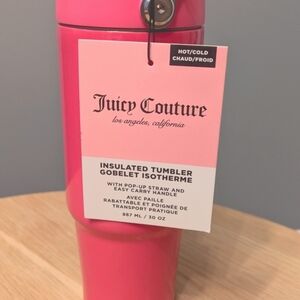 HOT/COLD
CHAUD/FROID
Juicy Couture
los angeles, california
INSULATED TUMBLER
GOBELET ISOTHERME
WITH POP-UP STRAW AND
EASY CARRY HANDLE
AVEC PAILLE
RABATTABLE ET POIGNÉE DE
TRANSPORT PRATIQUE
887 ML / 30 OZ